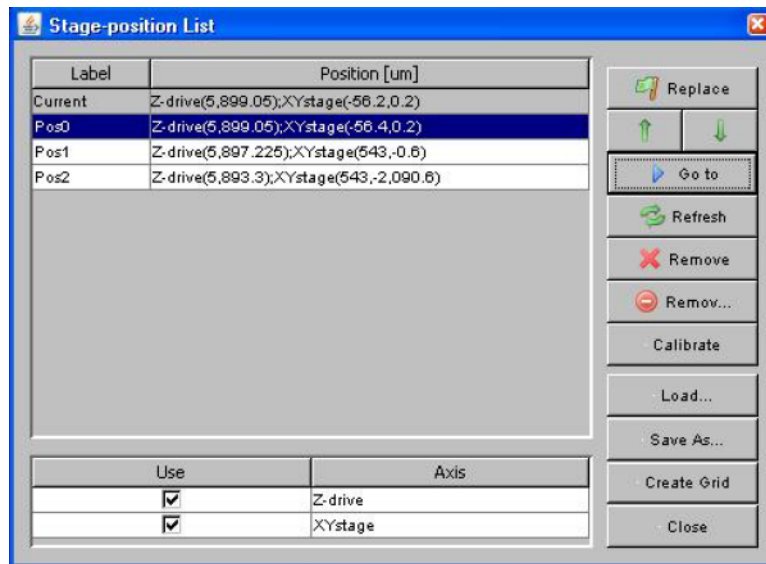 Stage-position List
Label Position [um]
Current Z-drive(5,899.05);XYstage(-56.2,0.2)
Pos0 Z-drive(5,899.05);XYstage(-56.4,0.2)
Pos1 Z-drive(5,897.225);XYstage(543,-0.6)
Pos2 Z-drive(5,893.3);XYstage(543,-2,090.6)
Use Axis
Z-drive
XYstage
Replace
Go to
Refresh
Remove
Remov...
Calibrate
Load...
Save As...
Create Grid
Close